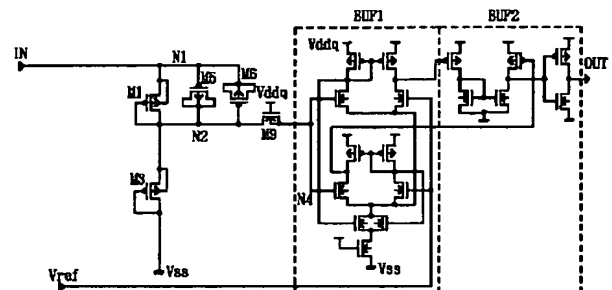 BUF1
BUF2
IN
N1
Vddq
OUT
M5
M6
M1
Vddq
N2
M9
M3
N4
Vss
Vss
Vref